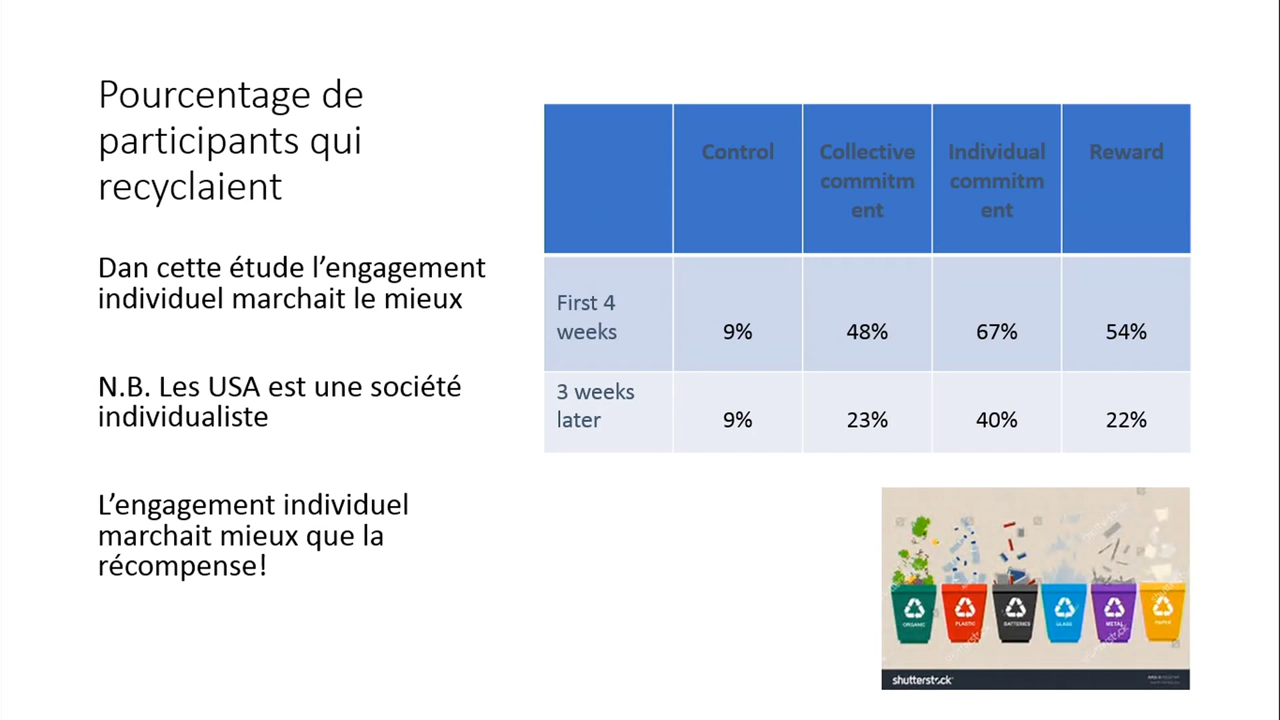 Pourcentage de
participants qui
recyclaient
Dan cette étude l’engagement
individuel marchait le mieux
N.B. Les USA est une société
individualiste
L’engagement individuel
marchait mieux que la
récompense!
Control
Collective
commitm
ent
Individual
commitm
ent
Reward
First 4
weeks
9%
48%
67%
54%
3 weeks
later
9%
23%
40%
22%
ORGANIC
PLASTIC
BATTERIES
GLASS
METAL
PAPER
shutterstock